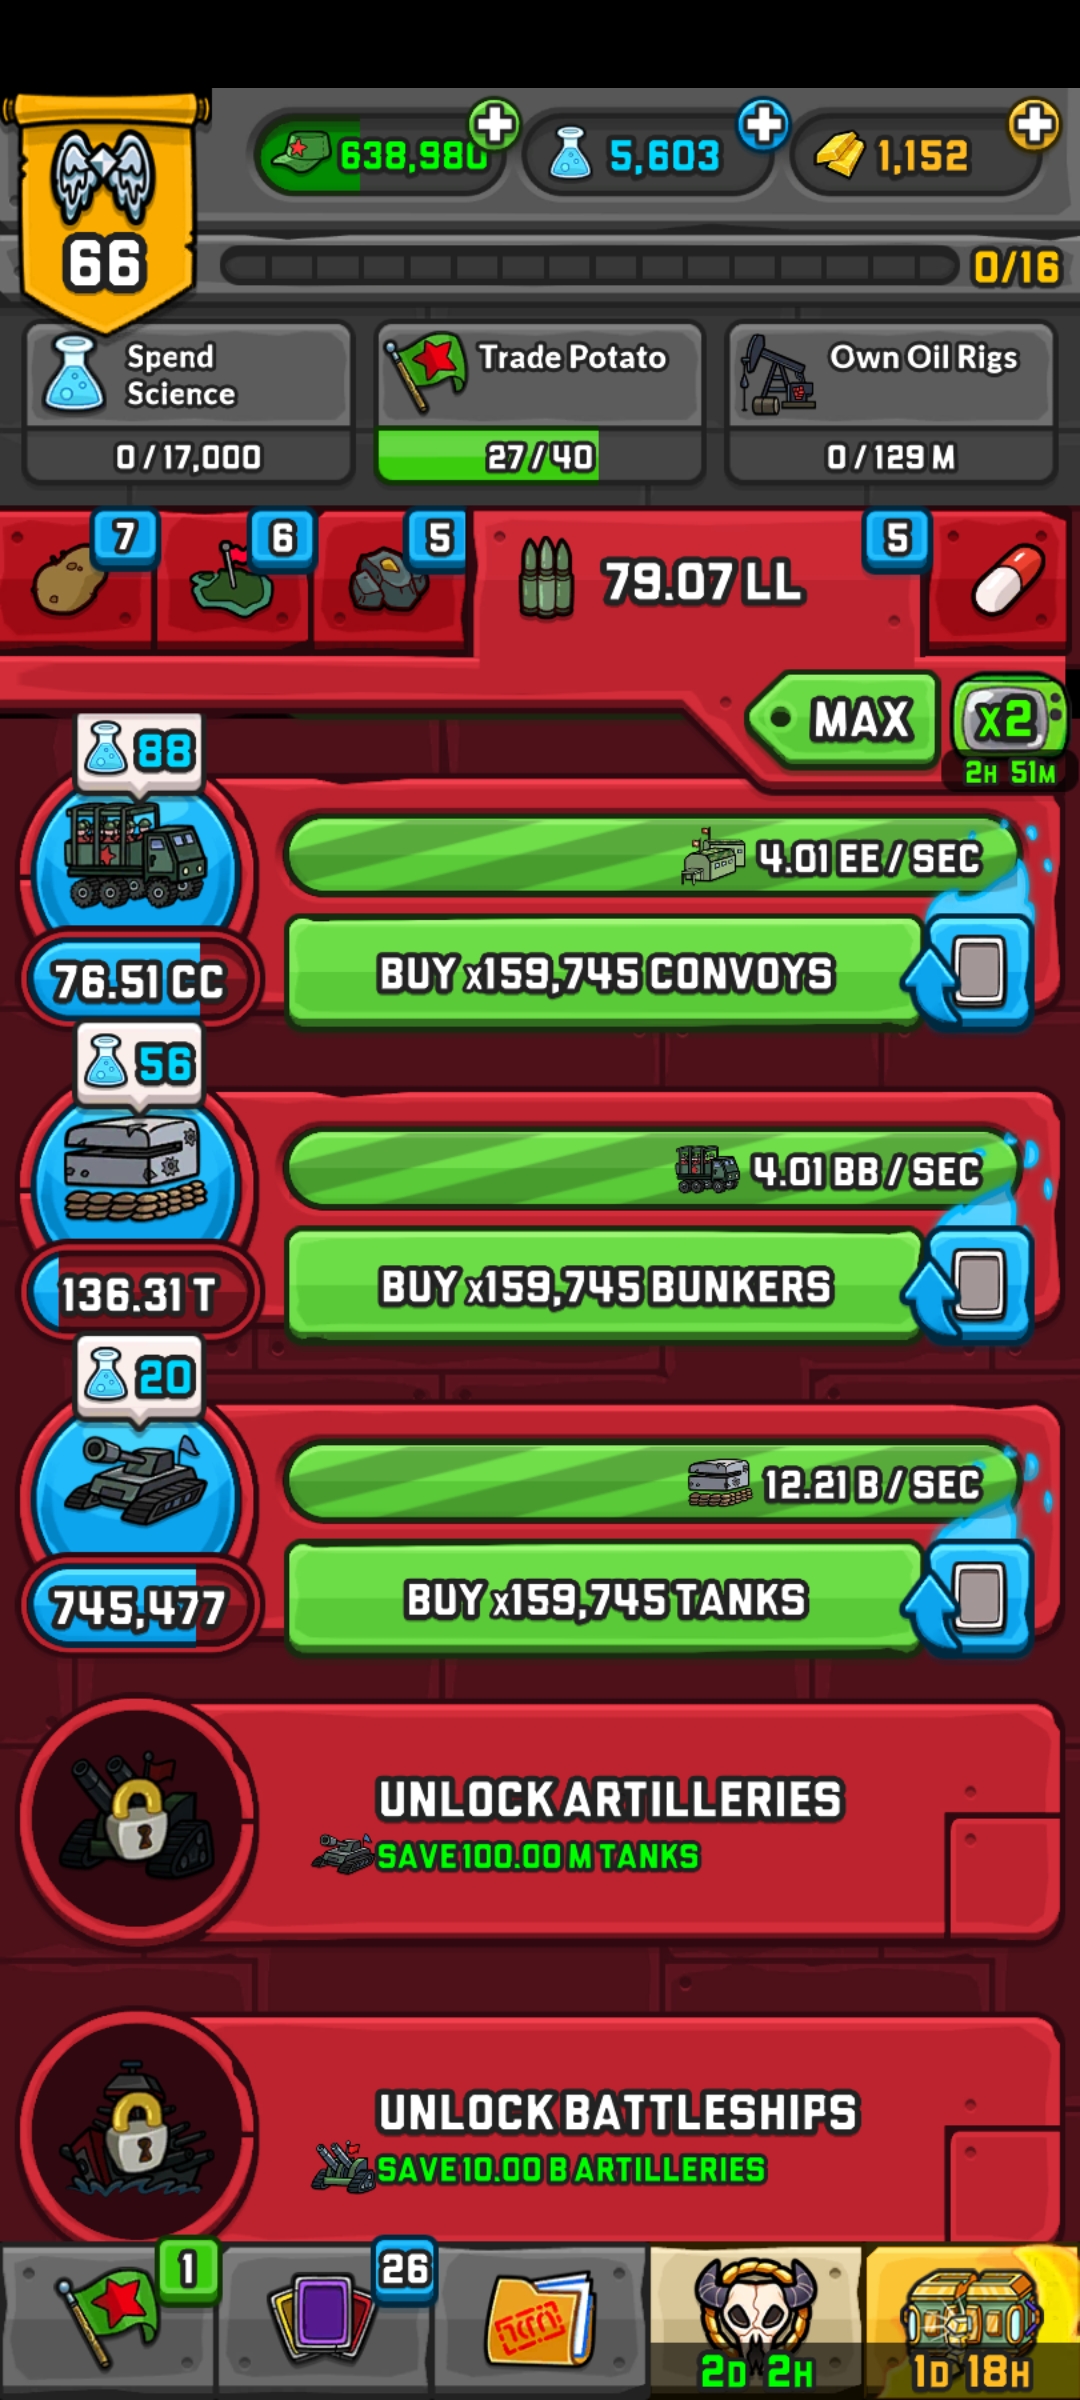 638,980
5,603
1,152
66
0/16
Spend
Science
0 / 17,000
Trade Potato
27 / 40
Own Oil Rigs
0 / 129 M
7
6
5
79.07 LL
5
MAX
x2
2H 51M
88
4.01 EE / SEC
76.51 CC
BUY x159,745 CONVOYS
56
4.01 BB / SEC
136.31 T
BUY x159,745 BUNKERS
20
12.21 B / SEC
745,477
BUY x159,745 TANKS
UNLOCK ARTILLERIES
SAVE 100.00 M TANKS
UNLOCK BATTLESHIPS
SAVE 10.00 B ARTILLERIES
1
26
2D 2H
1D 18H